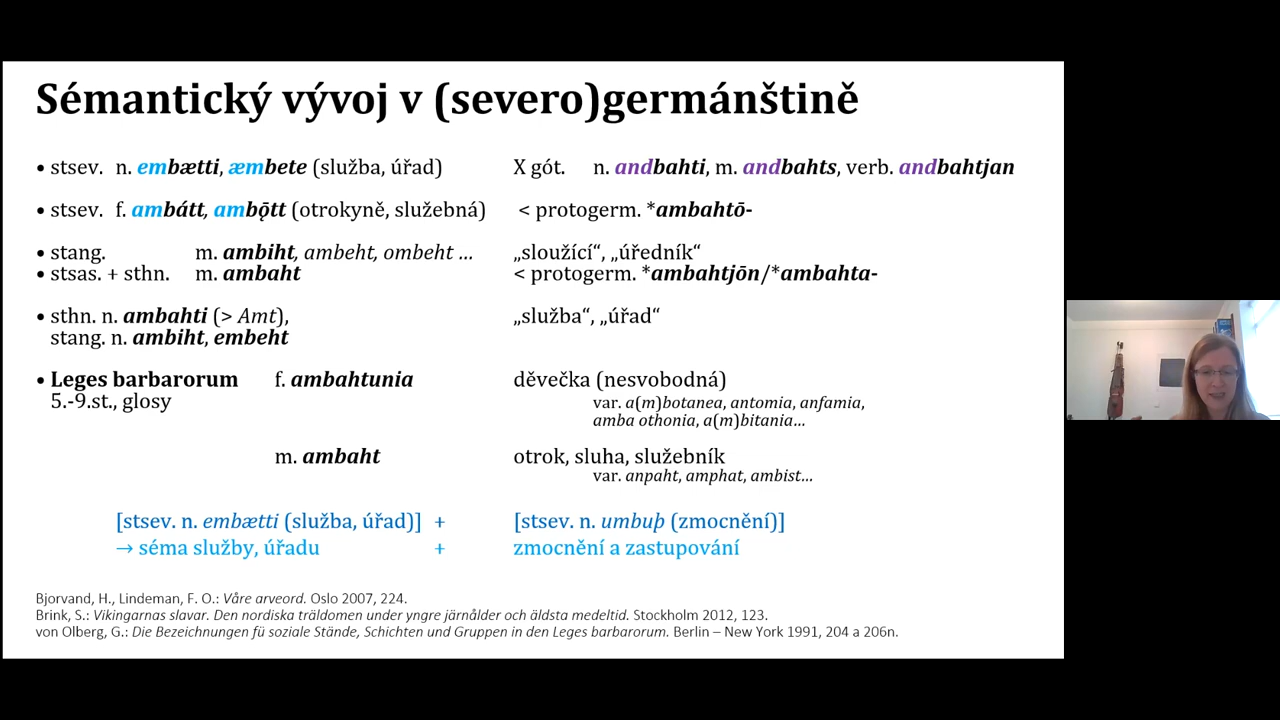 Sémantický vývoj v (severo)germánštině
• stsev. n. embætti, æmbete (služba, úřad) X gót. n. andbahti, m. andbahts, verb. andbahtjan
• stsev. f. ambátt, ambǫ́tt (otrokyně, služebná) < protogerm. *ambahtō-
• stang. m. ambiht, ambeht, ombeht ... „sloužící“, „úředník“
• stsas. + sthn. m. ambaht < protogerm. *ambahtjōn/*ambahta-
• sthn. n. ambahti (> Amt), „služba“, „úřad“
stang. n. ambiht, embeht
• Leges barbarorum f. ambahtunia děvečka (nesvobodná)
5.-9.st., glosy var. a(m)botanea, antomia, anfamia,
amba othonia, a(m)bitania...
m. ambaht otrok, sluha, služebník
var. anpaht, amphat, ambist...
[stsev. n. embætti (služba, úřad)] + [stsev. n. umbuþ (zmocnění)]
→ séma služby, úřadu + zmocnění a zastupování
Bjorvand, H., Lindeman, F. O.: Våre arveord. Oslo 2007, 224.
Brink, S.: Vikingarnas slavar. Den nordiska träldomen under yngre järnålder och äldsta medeltid. Stockholm 2012, 123.
von Olberg, G.: Die Bezeichnungen fü soziale Stände, Schichten und Gruppen in den Leges barbarorum. Berlin – New York 1991, 204 a 206n.